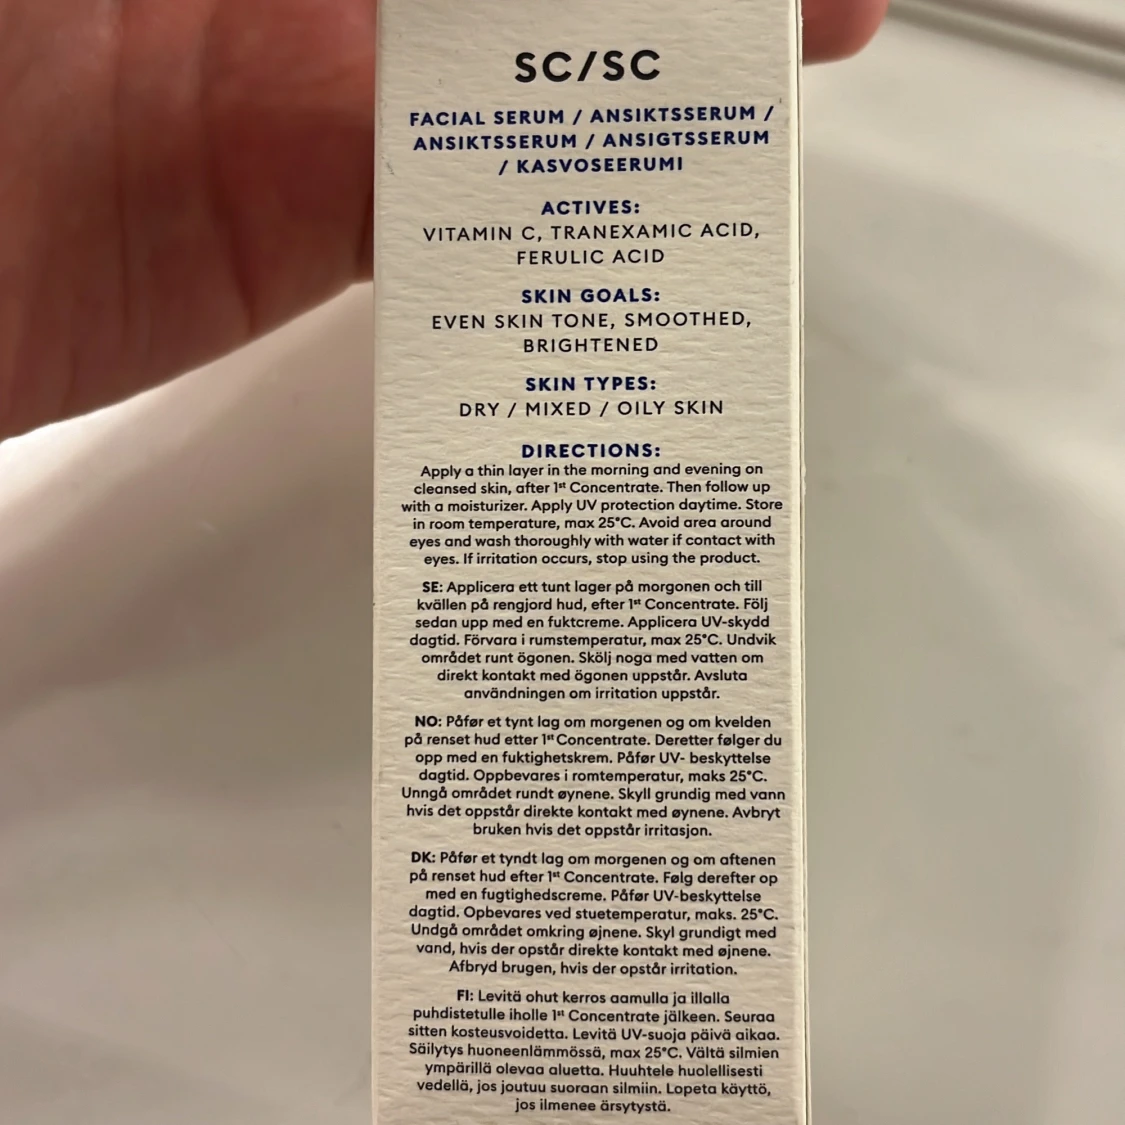 SC/SC
FACIAL SERUM / ANSIKTSSERUM /
ANSIKTSSERUM / ANSIGTSSERUM
/ KASVOSEERUMI
ACTIVES:
VITAMIN C, TRANEXAMIC ACID,
FERULIC ACID
SKIN GOALS:
EVEN SKIN TONE, SMOOTHED,
BRIGHTENED
SKIN TYPES:
DRY / MIXED / OILY SKIN
DIRECTIONS:
Apply a thin layer in the morning and evening on
cleansed skin, after 1st Concentrate. Then follow up
with a moisturizer. Apply UV protection daytime. Store
in room temperature, max 25°C. Avoid area around
eyes and wash thoroughly with water if contact with
eyes. If irritation occurs, stop using the product.
SE: Applicera ett tunt lager på morgonen och till
kvällen på rengjord hud, efter 1st Concentrate. Följ
sedan upp med en fuktcreme. Applicera UV-skydd
dagtid. Förvara i rumstemperatur, max 25°C. Undvik
området runt ögonen. Skölj noga med vatten om
direkt kontakt med ögonen uppstår. Avsluta
användningen om irritation uppstår.
NO: Påfør et tynt lag om morgenen og om kvelden
på renset hud etter 1st Concentrate. Deretter følger du
opp med en fuktighetskrem. Påfør UV- beskyttelse
dagtid. Oppbevares i romtemperatur, maks 25°C.
Unngå området rundt øynene. Skyll grundig med vann
hvis det oppstår direkte kontakt med øynene. Avbryt
bruken hvis det oppstår irritasjon.
DK: Påfør et tyndt lag om morgenen og om aftenen
på renset hud efter 1st Concentrate. Følg derefter op
med en fugtighedscreme. Påfør UV-beskyttelse
dagtid. Opbevares ved stuetemperatur, maks. 25°C.
Undgå området omkring øjnene. Skyl grundigt med
vand, hvis der opstår direkte kontakt med øjnene.
Afbryd brugen, hvis der opstår irritation.
FI: Levitä ohut kerros aamulla ja illalla
puhdistetulle iholle 1st Concentrate jälkeen. Seuraa
sitten kosteusvoidetta. Levitä UV-suoja päivä aikaa.
Säilytys huoneenlämmössä, max 25°C. Vältä silmien
ympärillä olevaa aluetta. Huuhtele huolellisesti
vedellä, jos joutuu suoraan silmiin. Lopeta käyttö,
jos ilmenee ärsytystä.